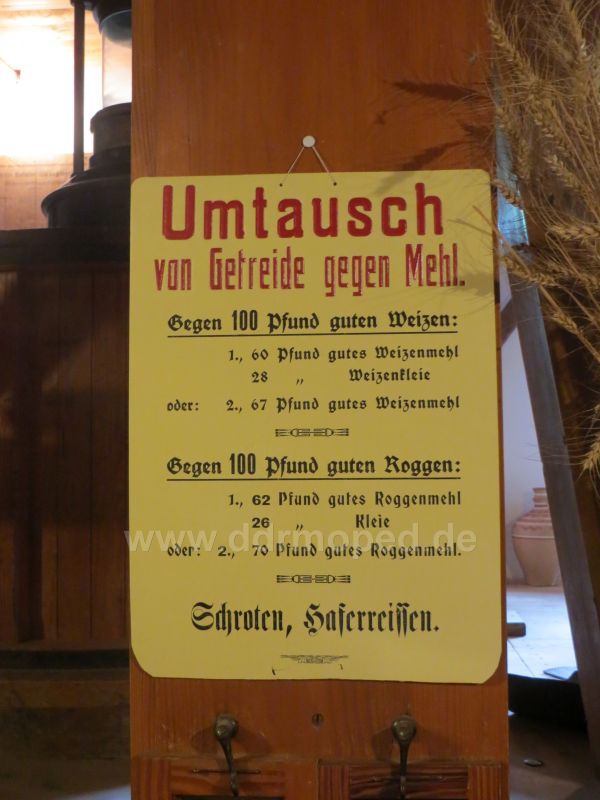 Umtausch
von Getreide gegen Mehl.
Gegen 100 Pfund guten Weizen:
1., 60 Pfund gutes Weizenmehl
28 „ Weizenkleie
oder: 2., 67 Pfund gutes Weizenmehl
Gegen 100 Pfund guten Roggen:
1., 62 Pfund gutes Roggenmehl
26 „ Kleie
www.ddrmoped.de
oder: 2., 70 Pfund gutes Roggenmehl.
Schroten, Haferreissen.